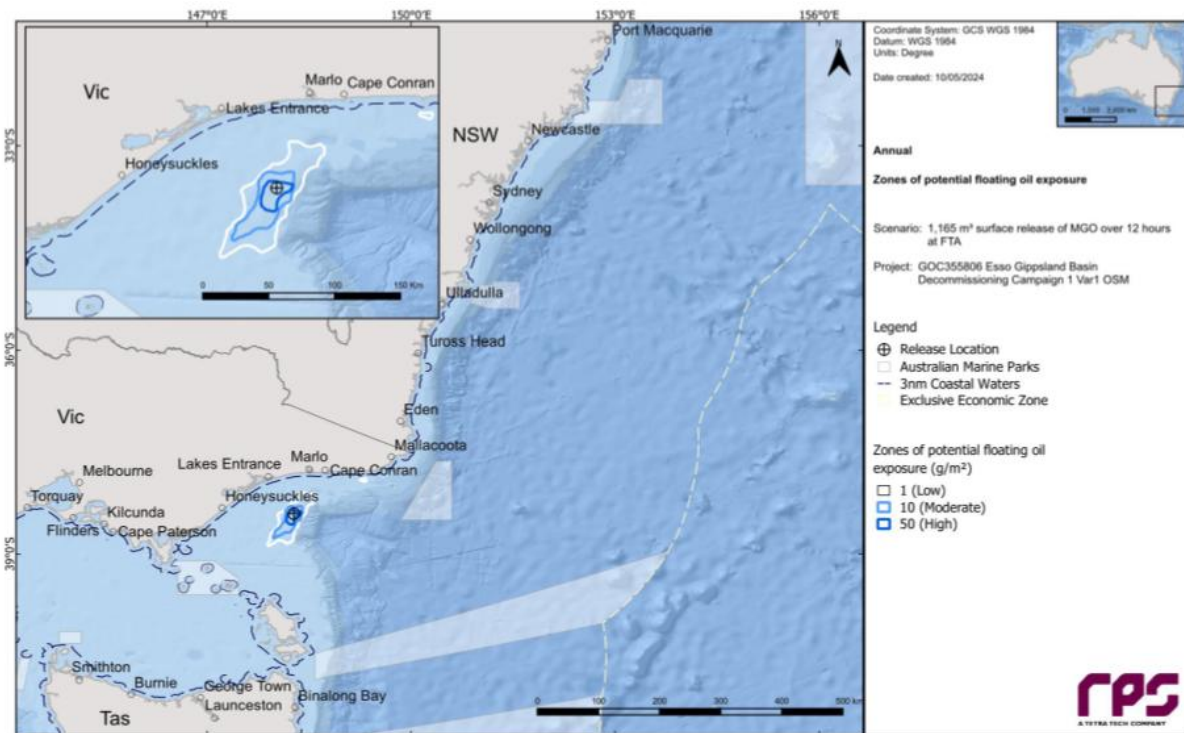 147°0'E 150°0'E 153°0'E 156°0'E
33°0'S
36°0'S
39°0'S
Vic
Marlo
Cape Conran
Lakes Entrance
Honeysuckles
0 50 100 150 Km
Port Macquarie
NSW
Newcastle
Sydney
Wollongong
Ulladulla
Tuross Head
Eden
Mallacoota
Vic
Marlo
Lakes Entrance
Cape Conran
Melbourne
Honeysuckles
Torquay
Kilcunda
Flinders
Cape Paterson
Smithton
Burnie
George Town
Launceston
Binalong Bay
Tas
0 100 200 300 400 500 km
N
Coordinate System: GCS WGS 1984
Datum: WGS 1984
Units: Degree
Date created: 10/05/2024
Annual
Zones of potential floating oil exposure
Scenario: 1,165 m³ surface release of MGO over 12 hours
at FTA
Project: GOC355806 Esso Gippsland Basin
Decommissioning Campaign 1 Var1 OSM
Legend
Release Location
Australian Marine Parks
3nm Coastal Waters
Exclusive Economic Zone
Zones of potential floating oil
exposure (g/m²)
1 (Low)
10 (Moderate)
50 (High)
rps
A TETRA TECH COMPANY